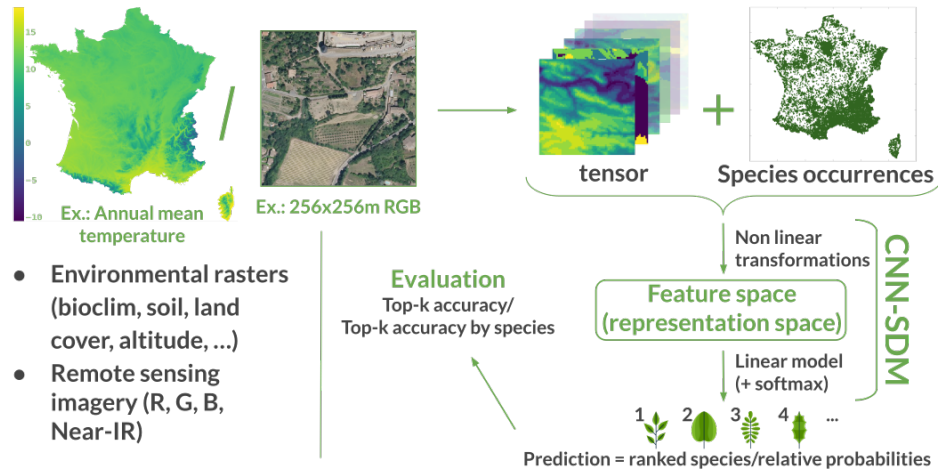 15
10
5
0
−5
−10
/
Ex.: Annual mean
temperature
Ex.: 256x256m RGB
tensor
+
Species occurrences
• Environmental rasters
(bioclim, soil, land
cover, altitude, ...)
• Remote sensing
imagery (R, G, B,
Near-IR)
Evaluation
Top-k accuracy/
Top-k accuracy by species
Non linear
transformations
Feature space
(representation space)
Linear model
(+ softmax)
CNN-SDM
1 2 3 4 ...
Prediction = ranked species/relative probabilities